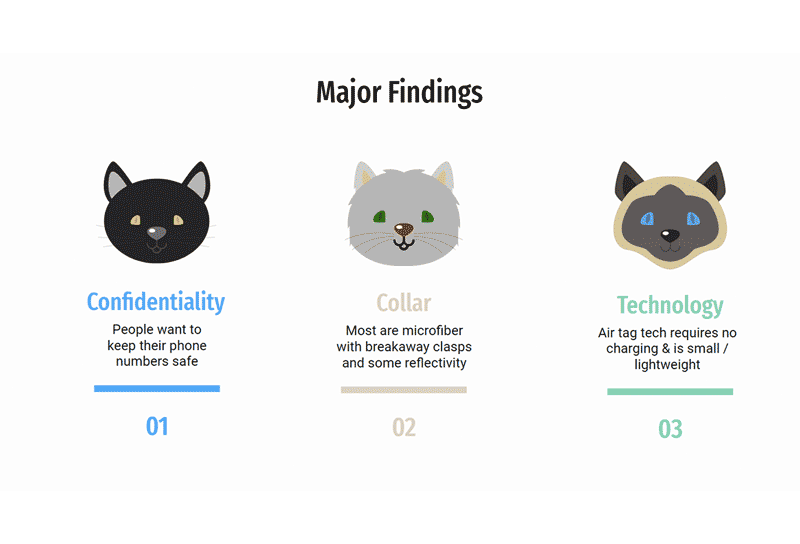 Major Findings
Confidentiality
People want to
keep their phone
numbers safe
01
Collar
Most are microfiber
with breakaway clasps
and some reflectivity
02
Technology
Air tag tech requires no
charging & is small /
lightweight
03